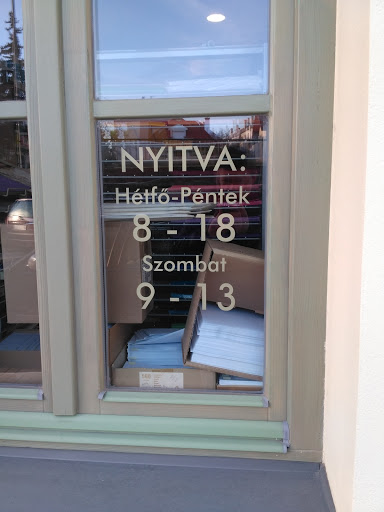 NYITVA:
Hétfő-Péntek
8 - 18
Szombat
9 - 13